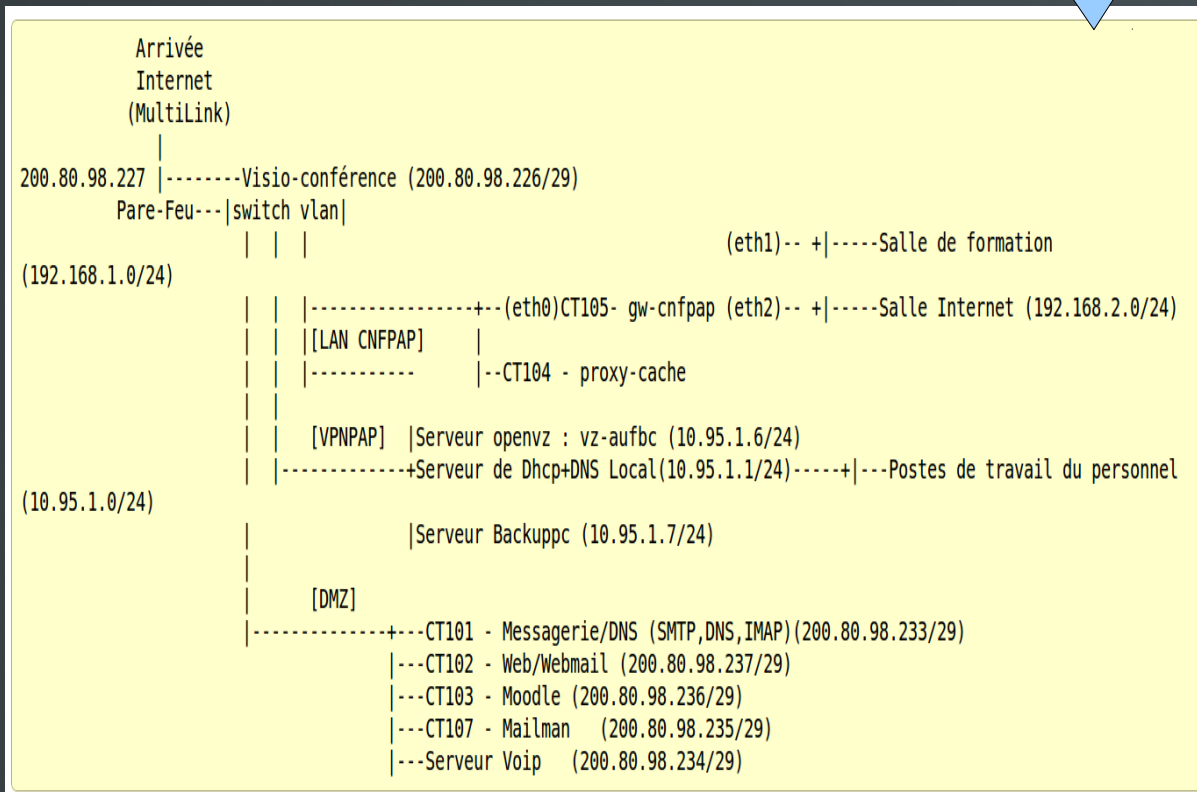 Arrivée
Internet
(MultiLink)
|
200.80.98.227 |--------Visio-conférence (200.80.98.226/29)
Pare-Feu---|switch vlan|
| | | (eth1)-- +|-----Salle de formation
(192.168.1.0/24)
| | |-----------------+--(eth0)CT105- gw-cnfpap (eth2)-- +|-----Salle Internet (192.168.2.0/24)
| | |[LAN CNFPAP] |
| | |----------- |--CT104 - proxy-cache
| |
| | [VPNPAP] |Serveur openvz : vz-aufbc (10.95.1.6/24)
| |-------------+Serveur de Dhcp+DNS Local(10.95.1.1/24)-----+|---Postes de travail du personnel
(10.95.1.0/24)
| |Serveur Backuppc (10.95.1.7/24)
|
| [DMZ]
|--------------+---CT101 - Messagerie/DNS (SMTP,DNS,IMAP)(200.80.98.233/29)
|---CT102 - Web/Webmail (200.80.98.237/29)
|---CT103 - Moodle (200.80.98.236/29)
|---CT107 - Mailman (200.80.98.235/29)
|---Serveur Voip (200.80.98.234/29)